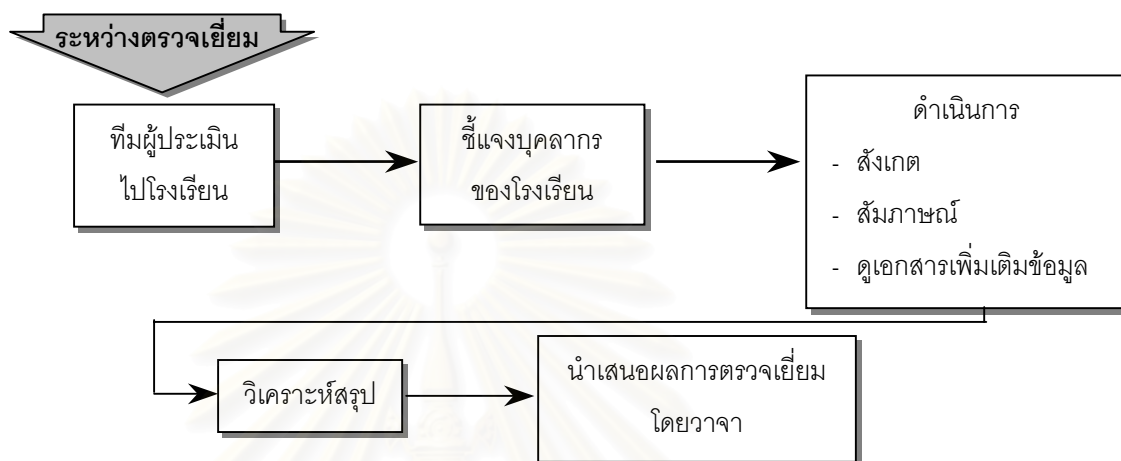 ระหว่างตรวจเยี่ยม
ทีมผู้ประเมิน
ไปโรงเรียน
ชี้แจงบุคลากร
ของโรงเรียน
ดำเนินการ
- สังเกต
- สัมภาษณ์
- ดูเอกสารเพิ่มเติมข้อมูล
วิเคราะห์สรุป
นำเสนอผลการตรวจเยี่ยม
โดยวาจา